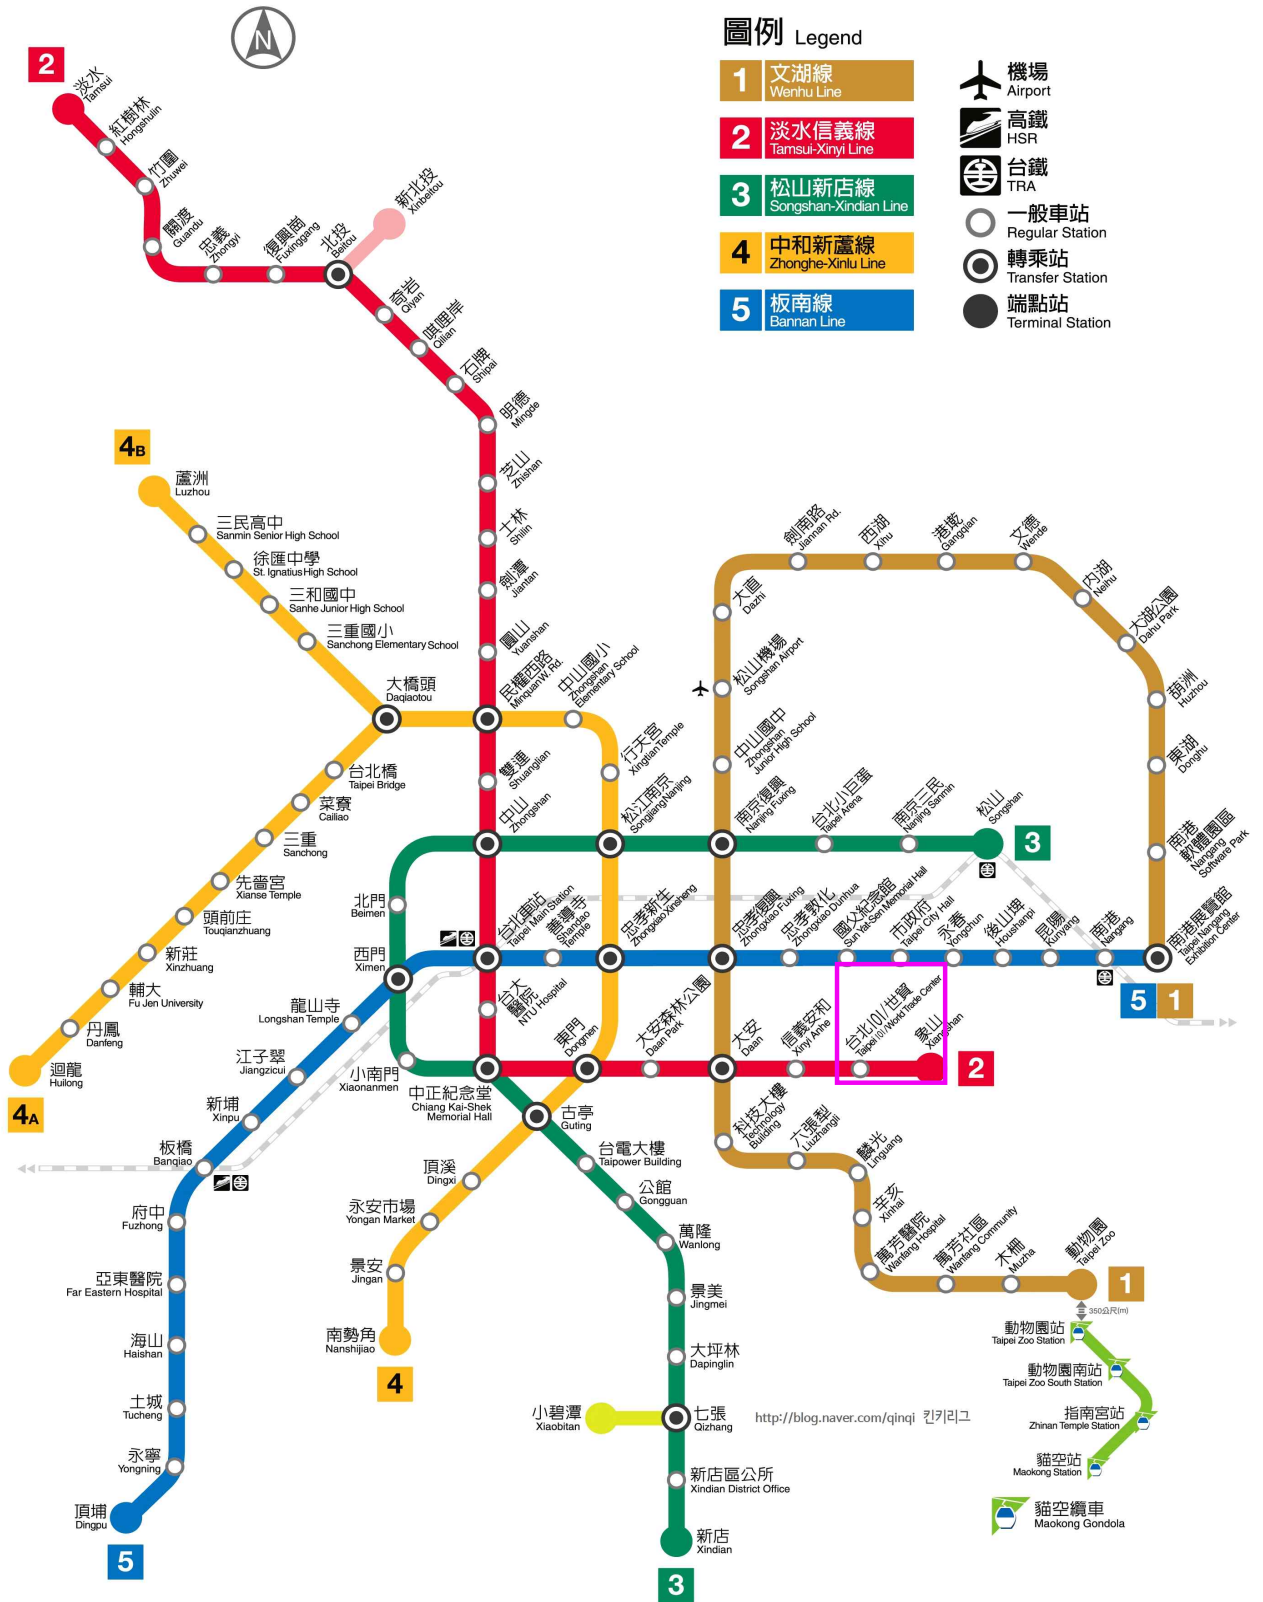 N
圖例 Legend
1 文湖線
Wenhu Line
2 淡水信義線
Tamsui-Xinyi Line
3 松山新店線
Songshan-Xindian Line
4 中和新蘆線
Zhonghe-Xinlu Line
5 板南線
Bannan Line
機場
Airport
高鐵
HSR
台鐵
TRA
一般車站
Regular Station
轉乘站
Transfer Station
端點站
Terminal Station
2
淡水
Tamsui
紅樹林
Hongshulin
竹圍
Zhuwei
關渡
Guandu
忠義
Zhongyi
復興崗
Fuxinggang
北投
Beitou
新北投
Xinbeitou
奇岩
Qiyan
唭哩岸
Qilian
石牌
Shipai
明德
Mingde
芝山
Zhishan
士林
Shilin
劍潭
Jiantan
圓山
Yuanshan
民權西路
Minquan W. Rd.
雙連
Shuanglian
中山
Zhongshan
台北車站
Taipei Main Station
台大
醫院
NTU Hospital
中正紀念堂
Chiang Kai-Shek
Memorial Hall
東門
Dongmen
大安森林公園
Daan Park
大安
Daan
信義安和
Xinyi Anhe
台北101/世貿
Taipei 101/World Trade Center
象山
Xiangshan
2
4B
蘆洲
Luzhou
三民高中
Sanmin Senior High School
徐匯中學
St. Ignatius High School
三和國中
Sanhe Junior High School
三重國小
Sanchong Elementary School
大橋頭
Daqiaotou
台北橋
Taipei Bridge
菜寮
Cailiao
三重
Sanchong
先嗇宮
Xianse Temple
頭前庄
Touqianzhuang
新莊
Xinzhuang
輔大
Fu Jen University
丹鳳
Danfeng
迴龍
Huilong
4A
中山國小
Zhongshan
Elementary School
行天宮
Xingtian Temple
松江南京
Songjiang Nanjing
忠孝新生
Zhongxiao Xinsheng
古亭
Guting
頂溪
Dingxi
永安市場
Yongan Market
景安
Jingan
南勢角
Nanshijiao
4
劍南路
Jiannan Rd.
西湖
Xihu
港墘
Gangqian
文德
Wende
內湖
Neihu
大湖公園
Dahu Park
葫洲
Huzhou
東湖
Donghu
南港
軟體園區
Nangang
Software Park
南港展覽館
Taipei Nangang
Exhibition Center
5 1
大直
Dazhi
松山機場
Songshan Airport
中山國中
Zhongshan
Junior High School
南京復興
Nanjing Fuxing
台北小巨蛋
Taipei Arena
南京三民
Nanjing Sanmin
松山
Songshan
3
北門
Beimen
西門
Ximen
小南門
Xiaonanmen
善導寺
Shandao
Temple
忠孝復興
Zhongxiao Fuxing
忠孝敦化
Zhongxiao Dunhua
國父紀念館
Sun Yat-Sen Memorial Hall
市政府
Taipei City Hall
永春
Yongchun
後山埤
Houshanpi
昆陽
Kunyang
南港
Nangang
龍山寺
Longshan Temple
江子翠
Jiangzicui
新埔
Xinpu
板橋
Banqiao
府中
Fuzhong
亞東醫院
Far Eastern Hospital
海山
Haishan
土城
Tucheng
永寧
Yongning
頂埔
Dingpu
5
台電大樓
Taipower Building
公館
Gongguan
萬隆
Wanlong
景美
Jingmei
大坪林
Dapinglin
小碧潭
Xiaobitan
七張
Qizhang
新店區公所
Xindian District Office
新店
Xindian
3
科技大樓
Technology
Building
六張犁
Liuzhangli
麟光
Linguang
辛亥
Xinhai
萬芳醫院
Wanfang Hospital
萬芳社區
Wanfang Community
木柵
Muzha
動物園
Taipei Zoo
1
350公尺(m)
動物園站
Taipei Zoo Station
動物園南站
Taipei Zoo South Station
指南宮站
Zhinan Temple Station
貓空站
Maokong Station
貓空纜車
Maokong Gondola
http://blog.naver.com/qinqi 킨키리그